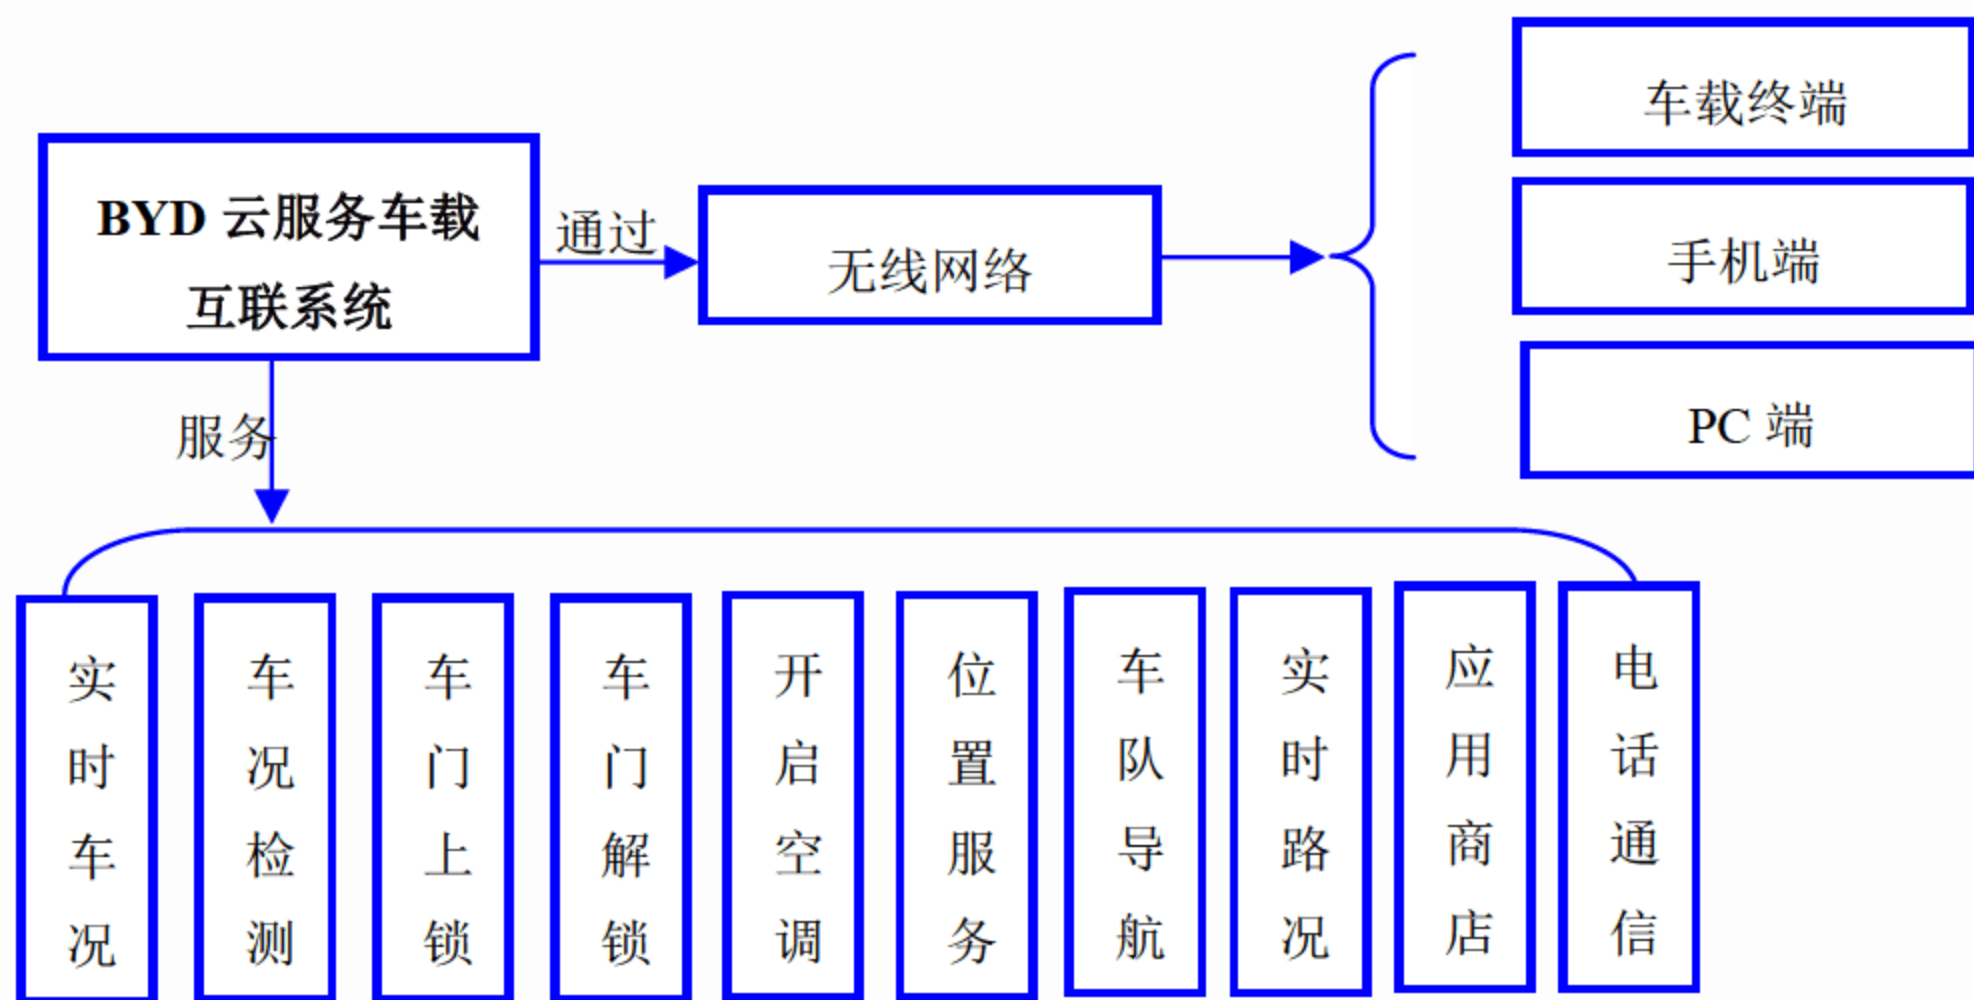 车载终端
BYD 云服务车载
互联系统
通过
无线网络
手机端
PC 端
服务
实时车况
车况检测
车门上锁
车门解锁
开启空调
位置服务
车队导航
实时路况
应用商店
电话通信